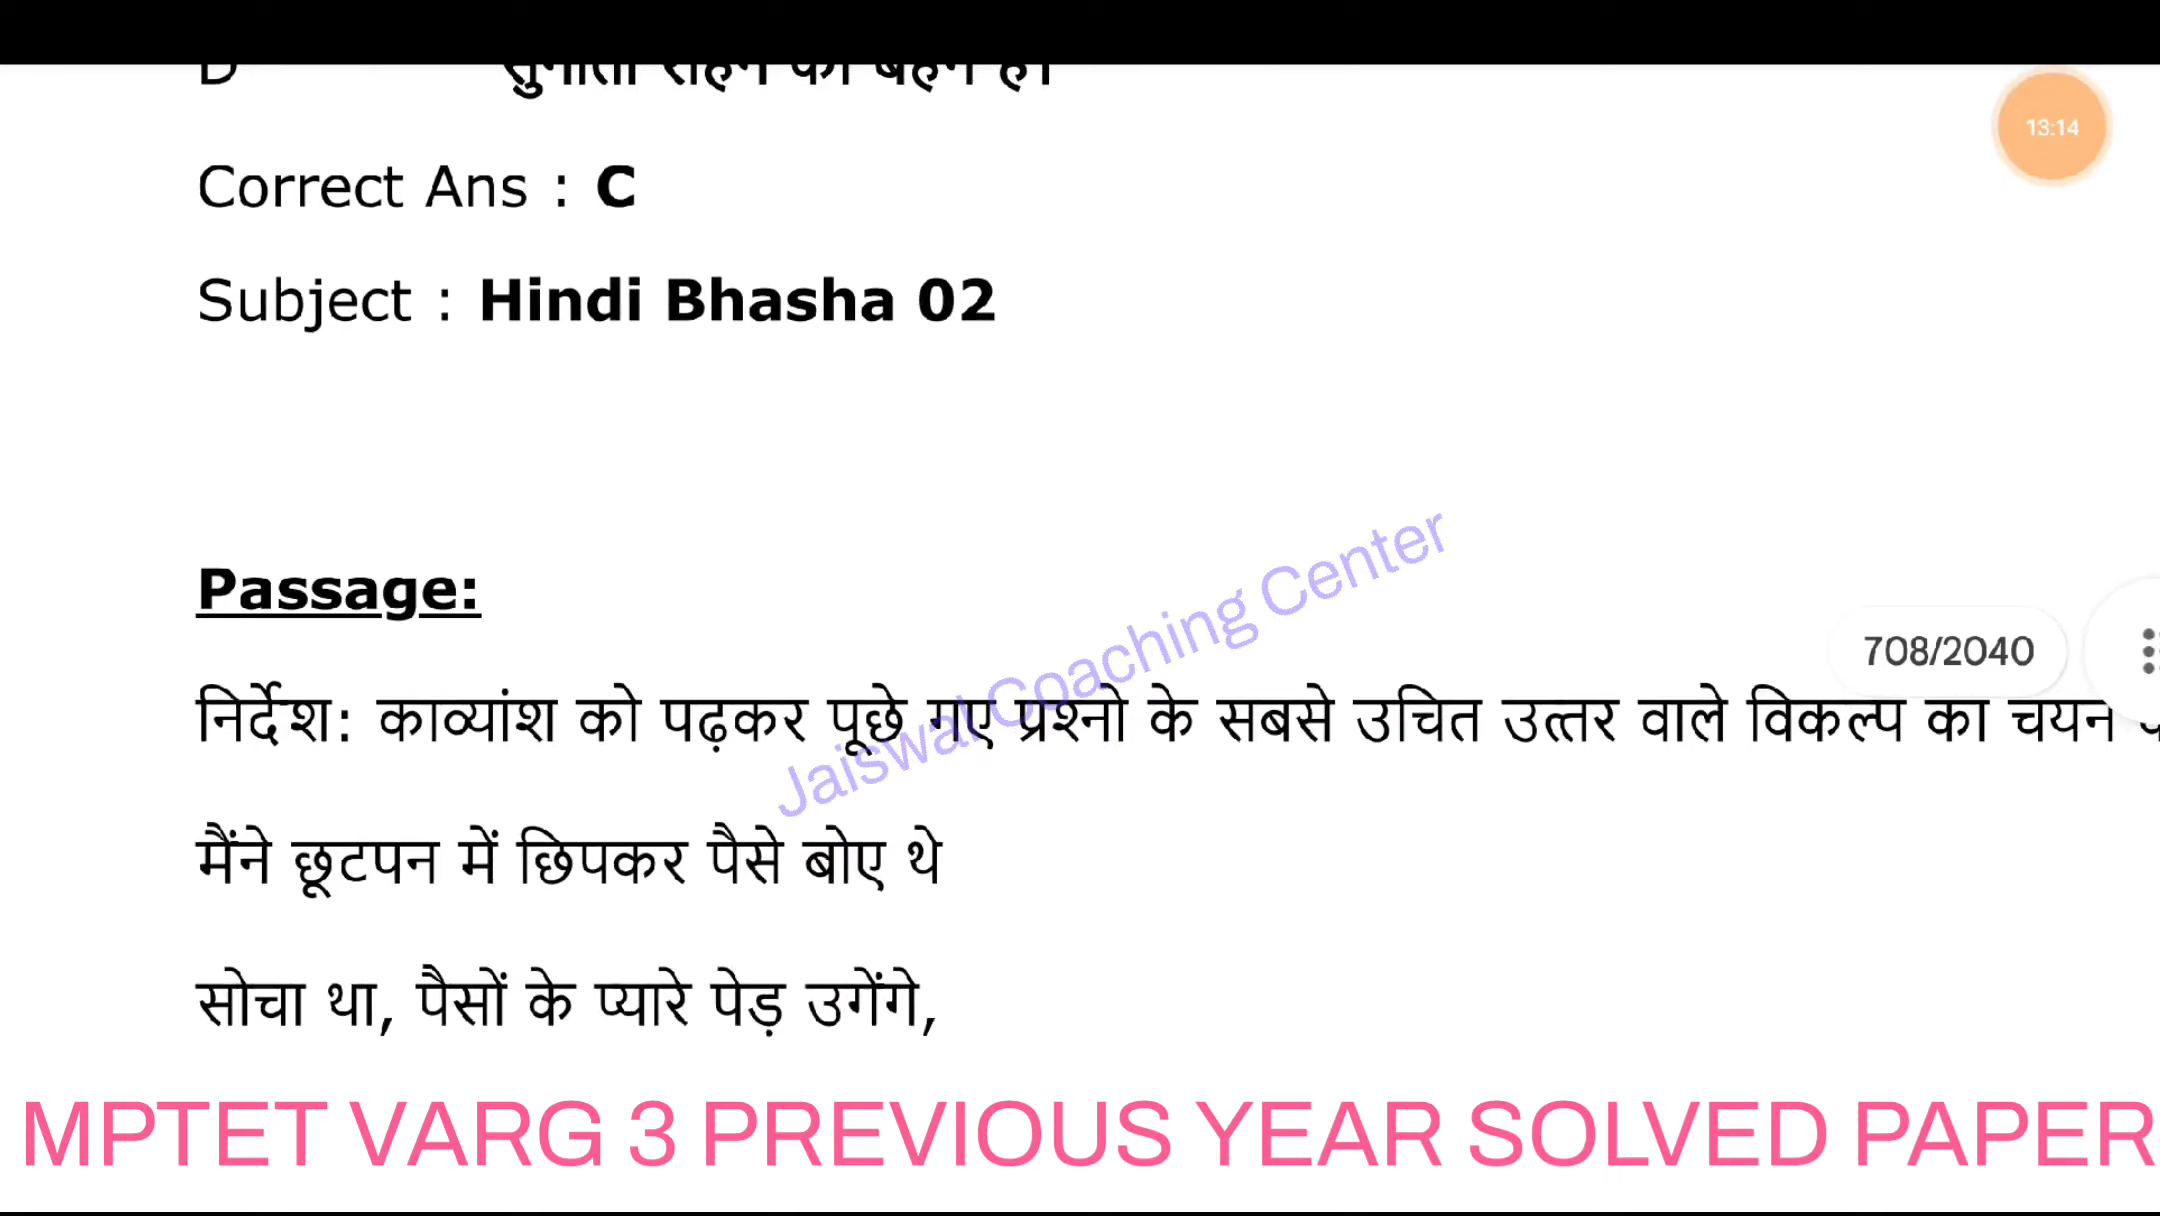 D
13:14
Correct Ans : C
Subject : Hindi Bhasha 02
Jaiswal Coaching Center
Passage:
708/2040
निर्देश: काव्यांश को पढ़कर पूछे गए प्रश्नो के सबसे उचित उत्तर वाले विकल्प का चयन
मैंने छूटपन में छिपकर पैसे बोए थे
सोचा था, पैसों के प्यारे पेड़ उगेंगे,
MPTET VARG 3 PREVIOUS YEAR SOLVED PAPER